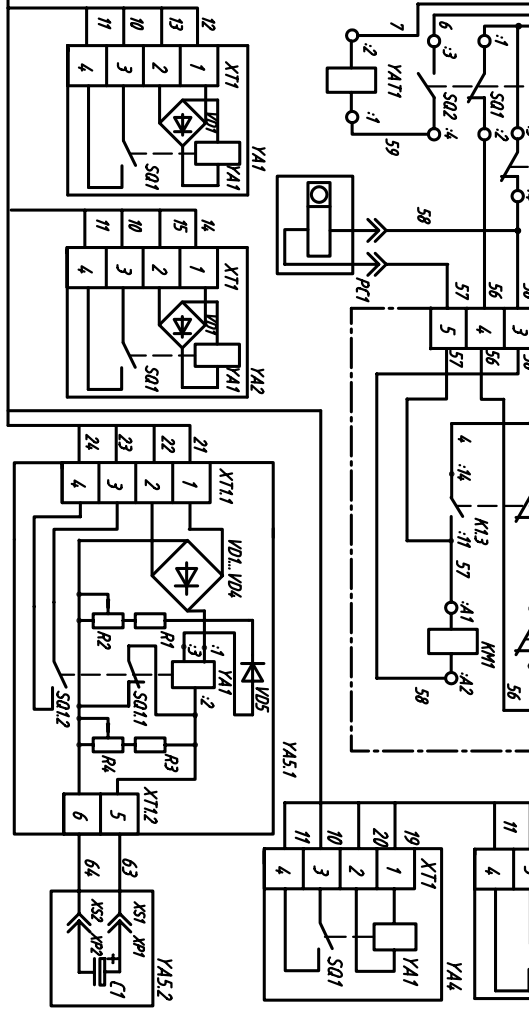 11 10 13 12
4 3 2 1 XT1
VD1
SQ1 YA1 YA1
11 10 15 14
4 3 2 1 XT1
VD1
SQ1 YA1 YA2
7 6
:2 :3 :1
YAT1 SQ2 SQ1
:1 :4 :2
59
58
PC1
57 56
5 4 3
57 56
4 :14
K1.3
:11 57
:A1
KM1
:A2
58 56
24 23 22 21
4 3 2 1 XT1.1
VD1...VD4
R2 R1
:3 :1
YA1
:2
VD5
SQ1.2 SQ1.1
R4 R3
YA5.1
6 5 XT1.2
64 63
XS2 XS1
XP2 XP1
+
C1
YA5.2
11 10 20 19
4 3 2 1 XT1
SQ1 YA1
YA4
11
4